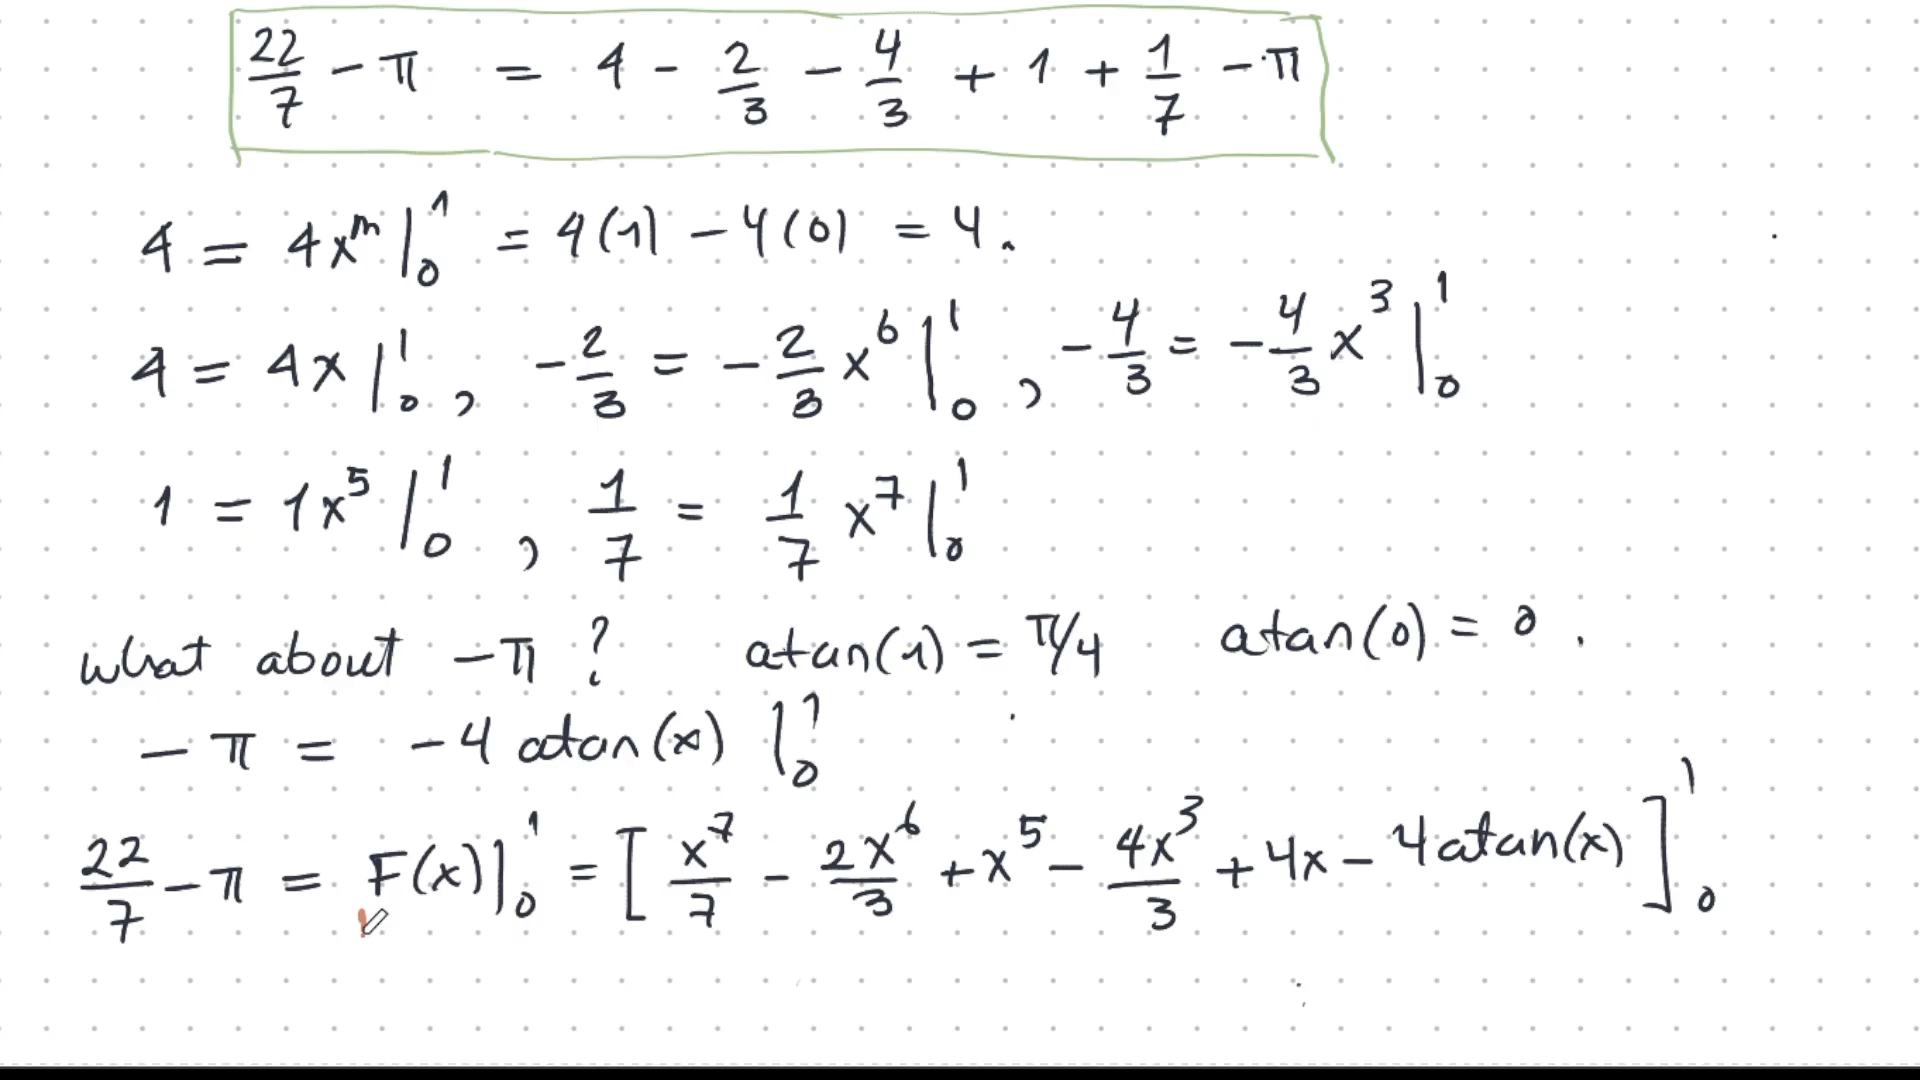 22/7 - π = 4 - 2/3 - 4/3 + 1 + 1/7 - π
4 = 4xᵐ |₀¹ = 4(1) - 4(0) = 4.
4 = 4x |₀¹ , -2/3 = -2/3 x⁶ |₀¹ , -4/3 = -4/3 x³ |₀¹
1 = 1x⁵ |₀¹ , 1/7 = 1/7 x⁷ |₀¹
what about -π ? atan(1) = π/4 atan(0) = 0 .
-π = -4 atan(x) |₀¹
22/7 - π = F(x)]₀¹ = [ x⁷/7 - 2x⁶/3 + x⁵ - 4x³/3 + 4x - 4atan(x) ]₀¹